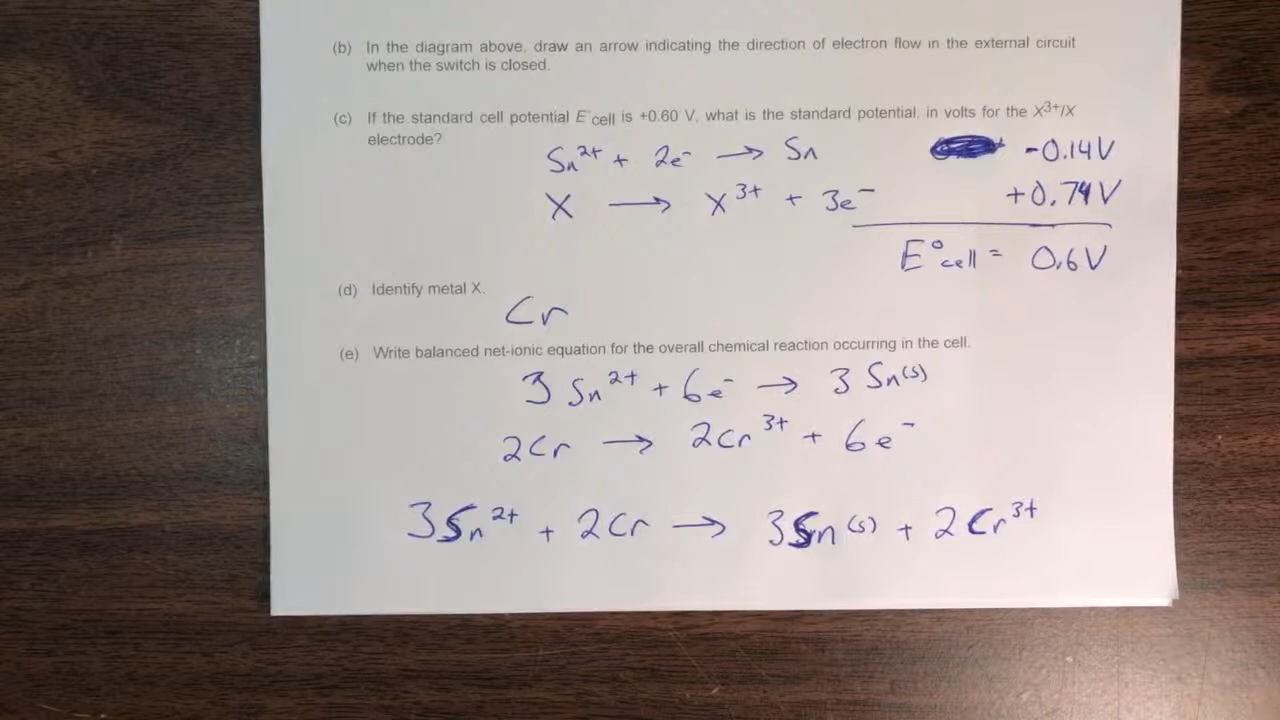 (b) In the diagram above, draw an arrow indicating the direction of electron flow in the external circuit
when the switch is closed.
(c) If the standard cell potential E°cell is +0.60 V, what is the standard potential, in volts for the X³⁺/X
electrode?
Sn²⁺ + 2e⁻ → Sn -0.14V
X → X³⁺ + 3e⁻ +0.74V
E°cell = 0.6V
(d) Identify metal X.
Cr
(e) Write balanced net-ionic equation for the overall chemical reaction occurring in the cell.
3 Sn²⁺ + 6e⁻ → 3 Sn(s)
2Cr → 2Cr³⁺ + 6e⁻
3Sn²⁺ + 2Cr → 3Sn(s) + 2Cr³⁺